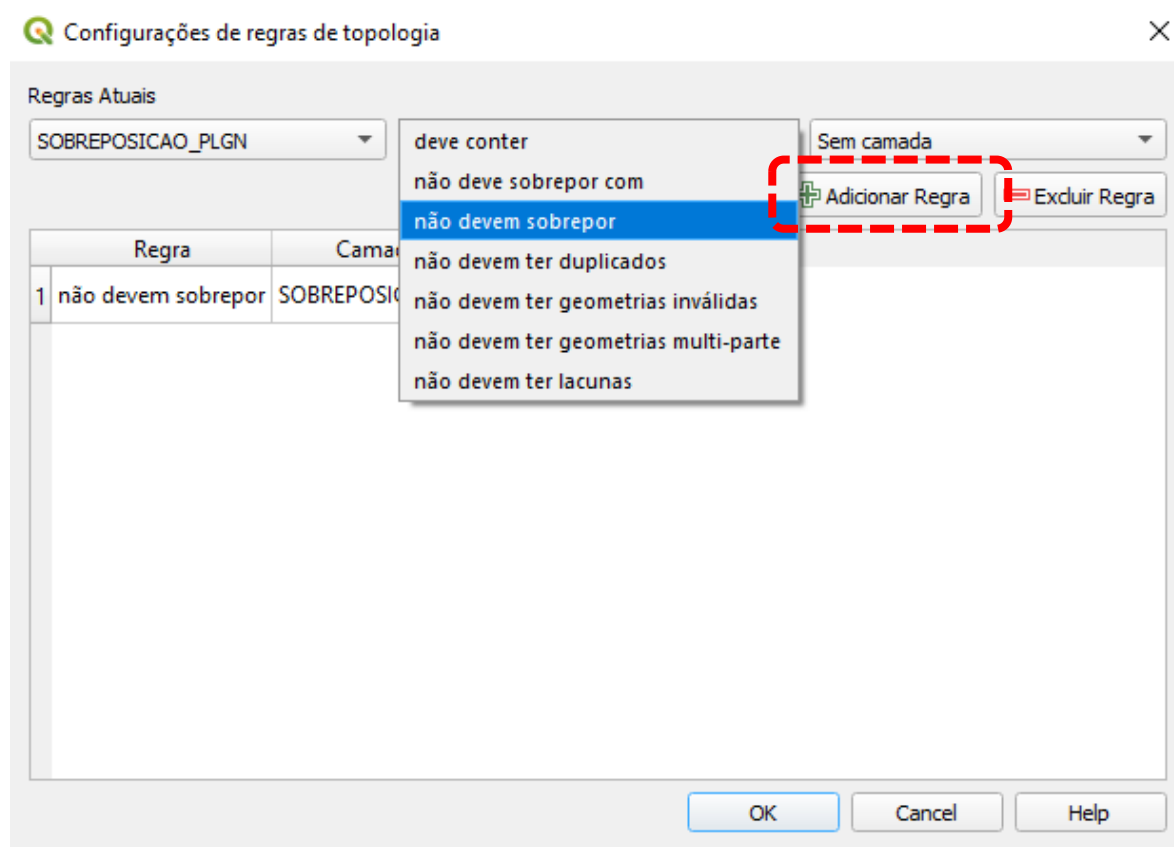 Configurações de regras de topologia
Regras Atuais
SOBREPOSICAO_PLGN
deve conter
não deve sobrepor com
não devem sobrepor
não devem ter duplicados
não devem ter geometrias inválidas
não devem ter geometrias multi-parte
não devem ter lacunas
Sem camada
Adicionar Regra
Excluir Regra
Regra
1 não devem sobrepor
OK
Cancel
Help